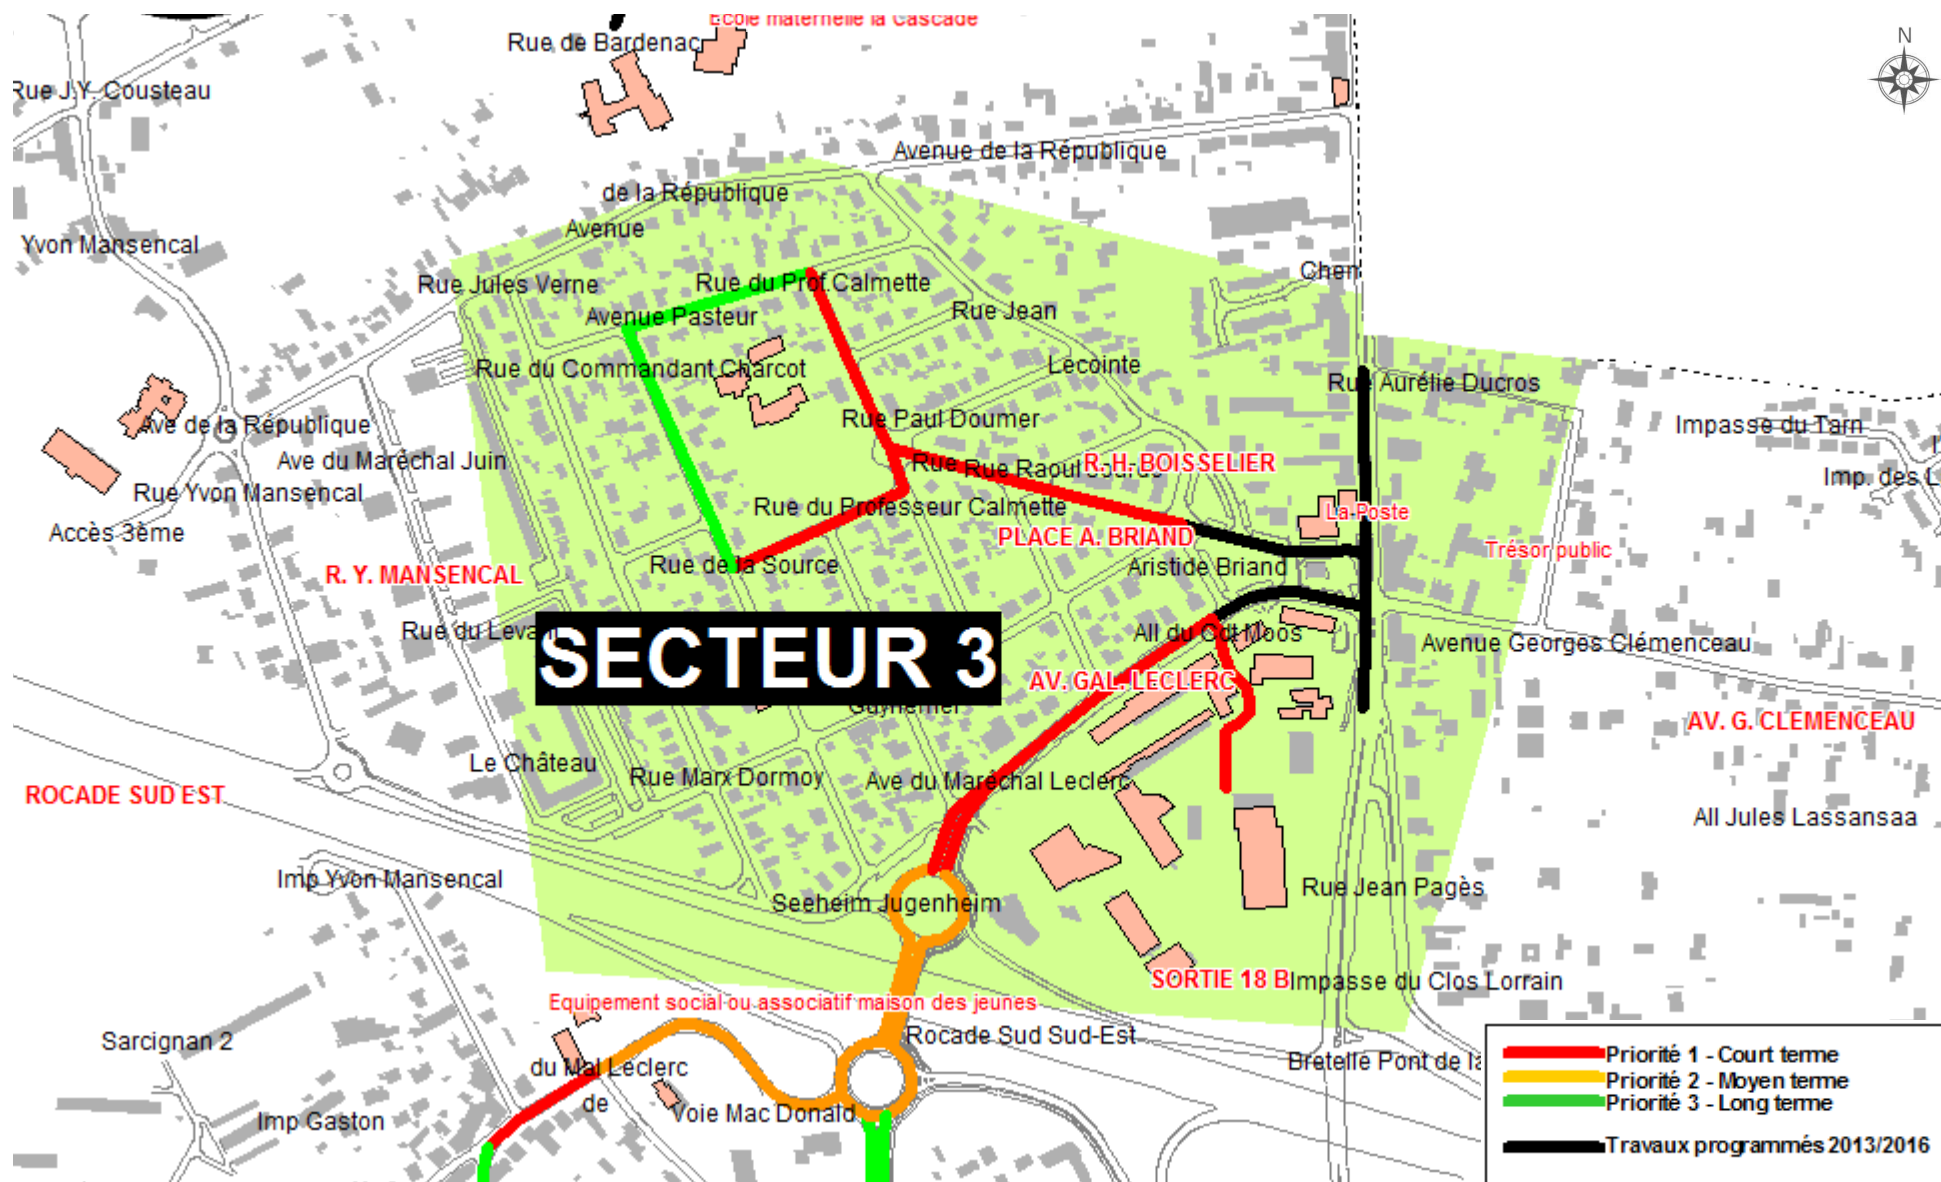 Ecole maternelle la Cascade
N
Rue de Bardenac
Rue J.Y. Cousteau
Avenue de la République
de la République
Avenue
Yvon Mansencal
Chem
Rue Jules Verne
Rue du Prof.Calmette
Avenue Pasteur
Rue Jean
Rue du Commandant Charcot
Lecointe
Rue Aurélie Ducros
Rue Paul Doumer
Ave de la République
Impasse du Tarn
Ave du Maréchal Juin
Rue
Rue Raoul
R. H. BOISSELIER
Imp. des L
Rue Yvon Mansencal
Rue du Professeur Calmette
La Poste
Accès 3ème
PLACE A. BRIAND
Trésor public
R. Y. MANSENCAL
Rue de la Source
Aristide Briand
Rue du Levant
SECTEUR 3
All du Cdt Moos
Avenue Georges Clémenceau
AV. GAL. LECLERC
Guynemer
AV. G. CLEMENCEAU
Le Château
Rue Marx Dormoy
Ave du Maréchal Leclerc
ROCADE SUD EST
All Jules Lassansaa
Imp Yvon Mansencal
Rue Jean Pagès
Seeheim Jugenheim
SORTIE 18 B
Impasse du Clos Lorrain
Equipement social ou associatif maison des jeunes
Rocade Sud Sud-Est
Sarcignan 2
Bretelle Pont de la
du Mal Leclerc
de
Voie Mac Donald
Imp Gaston
Priorité 1 - Court terme
Priorité 2 - Moyen terme
Priorité 3 - Long terme
Travaux programmés 2013/2016